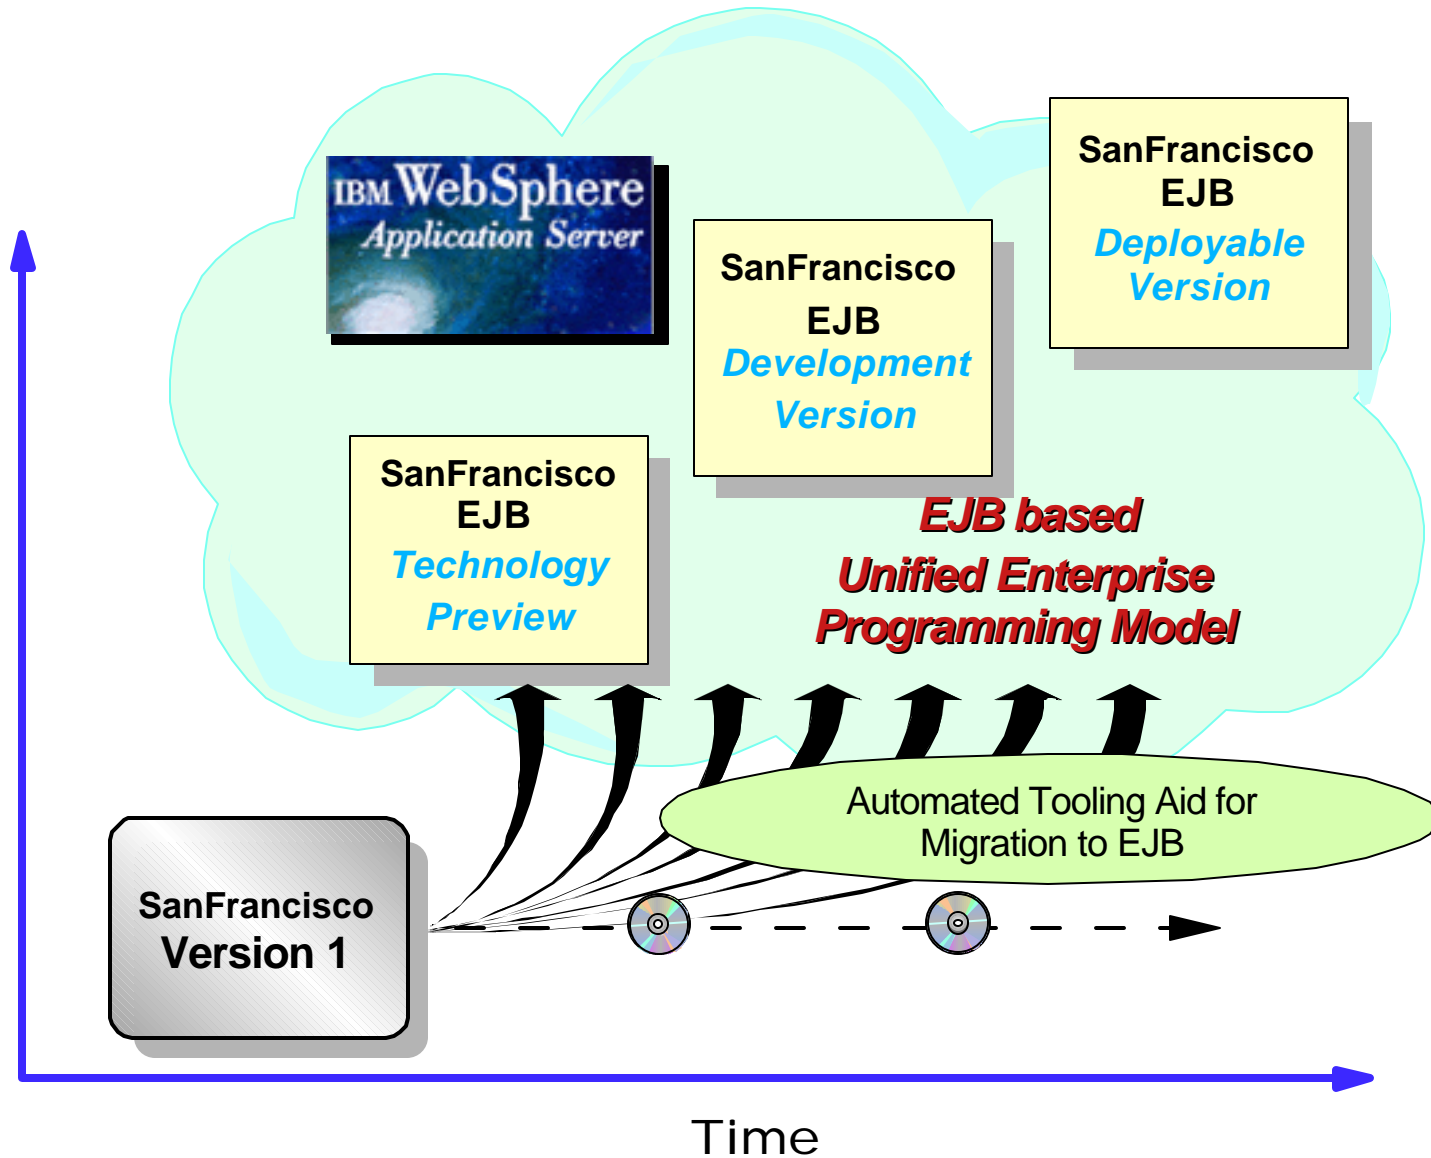 IBM WebSphere
Application Server
SanFrancisco
EJB
Deployable
Version
SanFrancisco
EJB
Development
Version
SanFrancisco
EJB
Technology
Preview
EJB based
Unified Enterprise
Programming Model
Automated Tooling Aid for
Migration to EJB
SanFrancisco
Version 1
Time